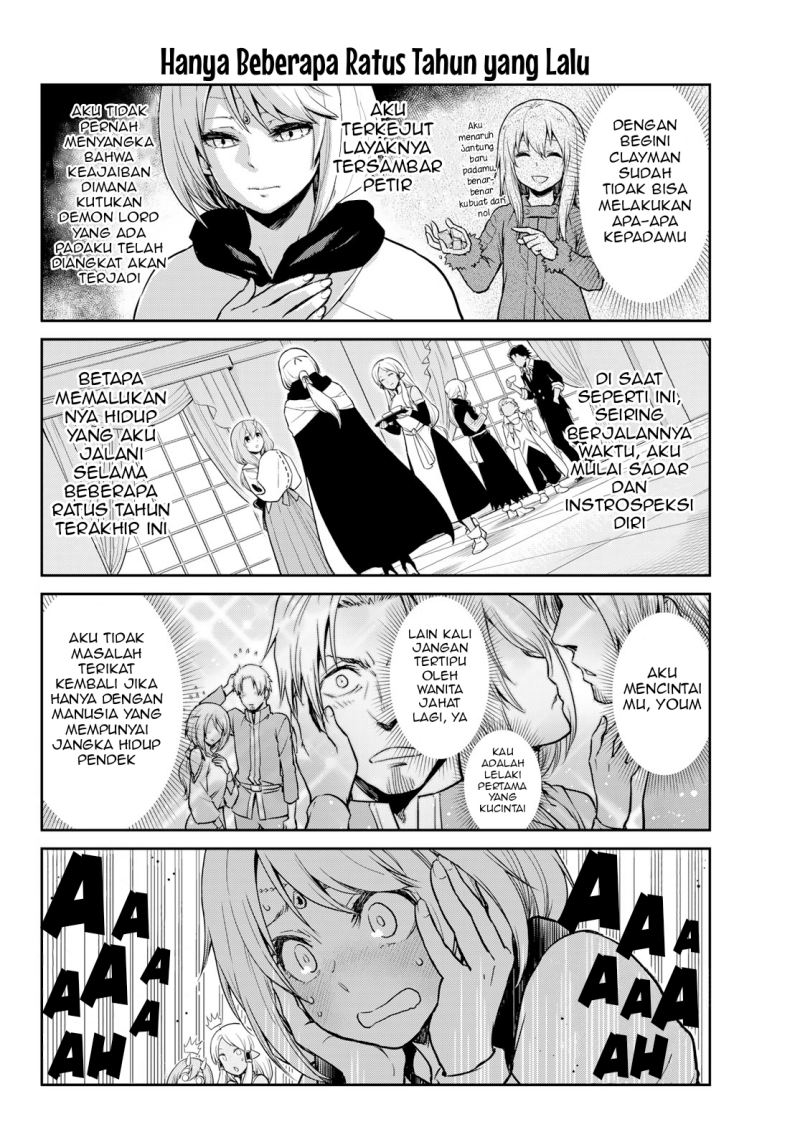 Hanya Beberapa Ratus Tahun yang Lalu
DENGAN
BEGINI
CLAYMAN
SUDAH
TIDAK BISA
MELAKUKAN
APA-APA
KEPADAMU
Aku
menaruh
jantung
baru
padamu,
benar-
benar
kubuat dari
nol
AKU
TERKEJUT
LAYAKNYA
TERSAMBAR
PETIR
AKU TIDAK
PERNAH
MENYANGKA
BAHWA
KEAJAIBAN
DIMANA
KUTUKAN
DEMON LORD
YANG ADA
PADAKU TELAH
DIANGKAT AKAN
TERJADI
DI SAAT
SEPERTI INI,
SEIRING
BERJALANNYA
WAKTU, AKU
MULAI SADAR
DAN
INSTROSPEKSI
DIRI
BETAPA
MEMALUKAN
NYA HIDUP
YANG AKU
JALANI
SELAMA
BEBERAPA
RATUS TAHUN
TERAKHIR INI
AKU
MENCINTAI
MU, YOUM
KAU
ADALAH
LELAKI
PERTAMA
YANG
KUCINTAI
LAIN KALI
JANGAN
TERTIPU
OLEH
WANITA
JAHAT
LAGI, YA
AKU TIDAK
MASALAH
TERIKAT
KEMBALI JIKA
HANYA DENGAN
MANUSIA YANG
MEMPUNYAI
JANGKA HIDUP
PENDEK
A A A
A A A
AH
A A A
A A A
AH